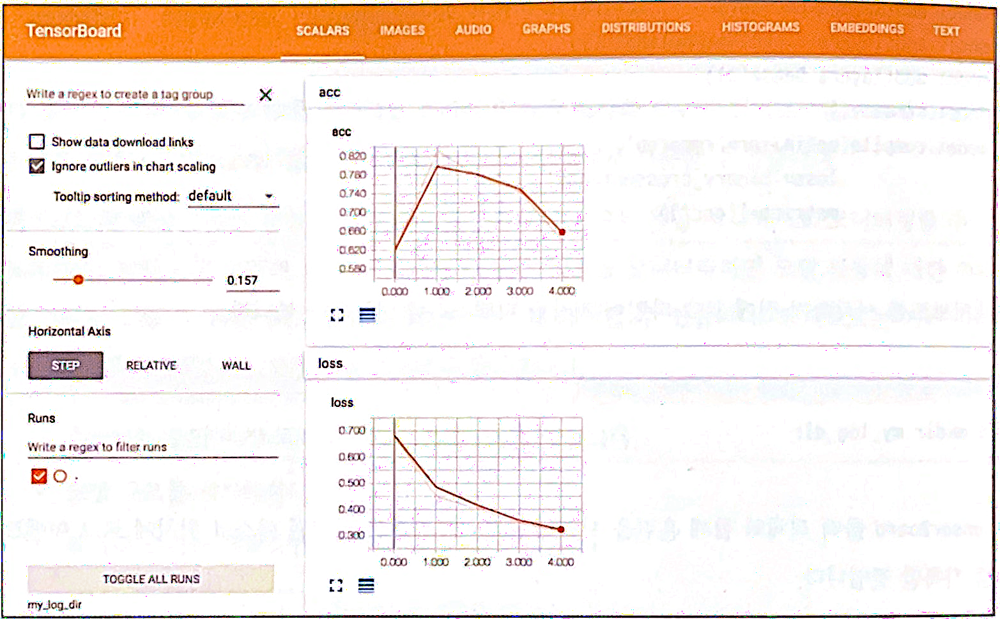 TensorBoard
SCALARS IMAGES AUDIO GRAPHS DISTRIBUTIONS HISTOGRAMS EMBEDDINGS TEXT
Write a regex to create a tag group
Show data download links
Ignore outliers in chart scaling
Tooltip sorting method: default
Smoothing
0.157
Horizontal Axis
STEP RELATIVE WALL
Runs
Write a regex to filter runs
.
TOGGLE ALL RUNS
my_log_dir
acc
acc
0.820
0.780
0.740
0.700
0.660
0.620
0.580
0.000 1.000 2.000 3.000 4.000
loss
loss
0.700
0.600
0.500
0.400
0.300
0.000 1.000 2.000 3.000 4.000